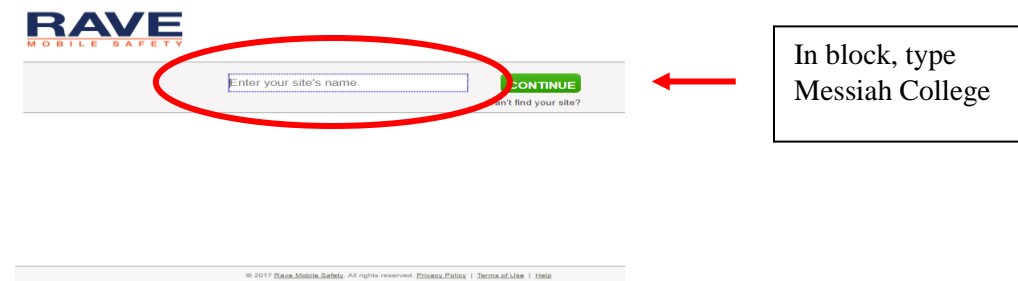 RAVE
MOBILE SAFETY
Enter your site's name.
CONTINUE
an't find your site?
In block, type
Messiah College
© 2017 Rave Mobile Safety. All rights reserved. Privacy Policy | Terms of Use | Help